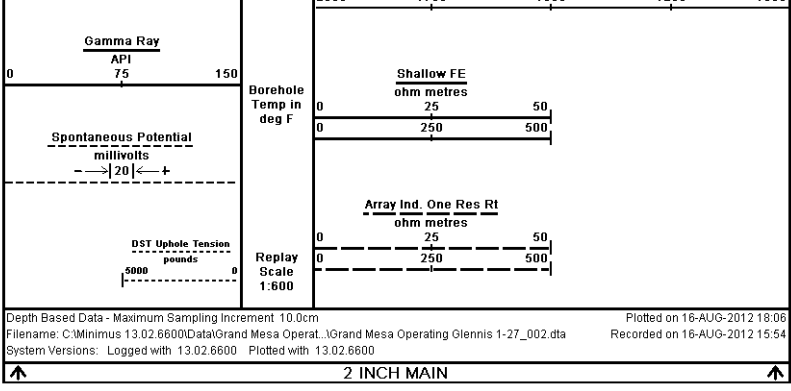 Gamma Ray
API
0 75 150
Spontaneous Potential
millivolts
- 20 +
DST Uphole Tension
pounds
5000 0
Borehole
Temp in
deg F
Replay
Scale
1:600
Shallow FE
ohm metres
0 25 50
0 250 500
Array Ind. One Res Rt
ohm metres
0 25 50
0 250 500
Depth Based Data - Maximum Sampling Increment 10.0cm
Plotted on 16-AUG-2012 18:06
Filename: C:\Minimus 13.02.6600\Data\Grand Mesa Operat...\Grand Mesa Operating Glennis 1-27_002.dta
Recorded on 16-AUG-2012 15:54
System Versions: Logged with 13.02.6600 Plotted with 13.02.6600
2 INCH MAIN